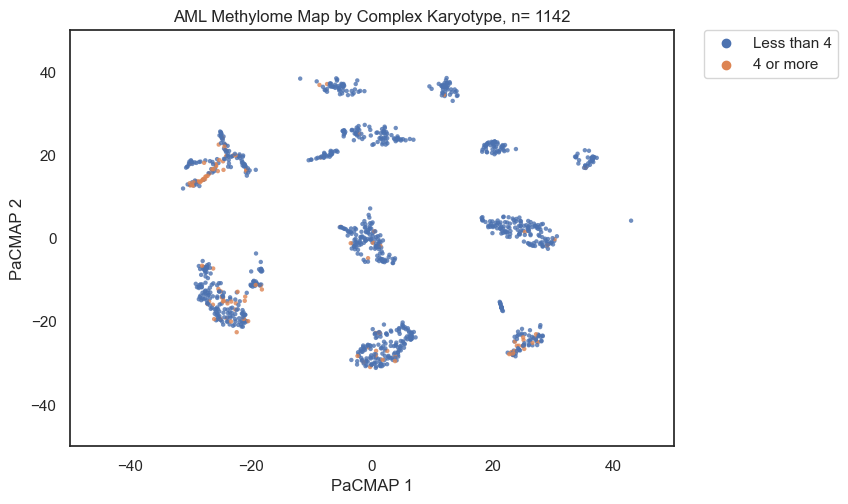 AML Methylome Map by Complex Karyotype, n= 1142
Less than 4
4 or more
40
20
0
−20
−40
PaCMAP 2
−40
−20
0
20
40
PaCMAP 1